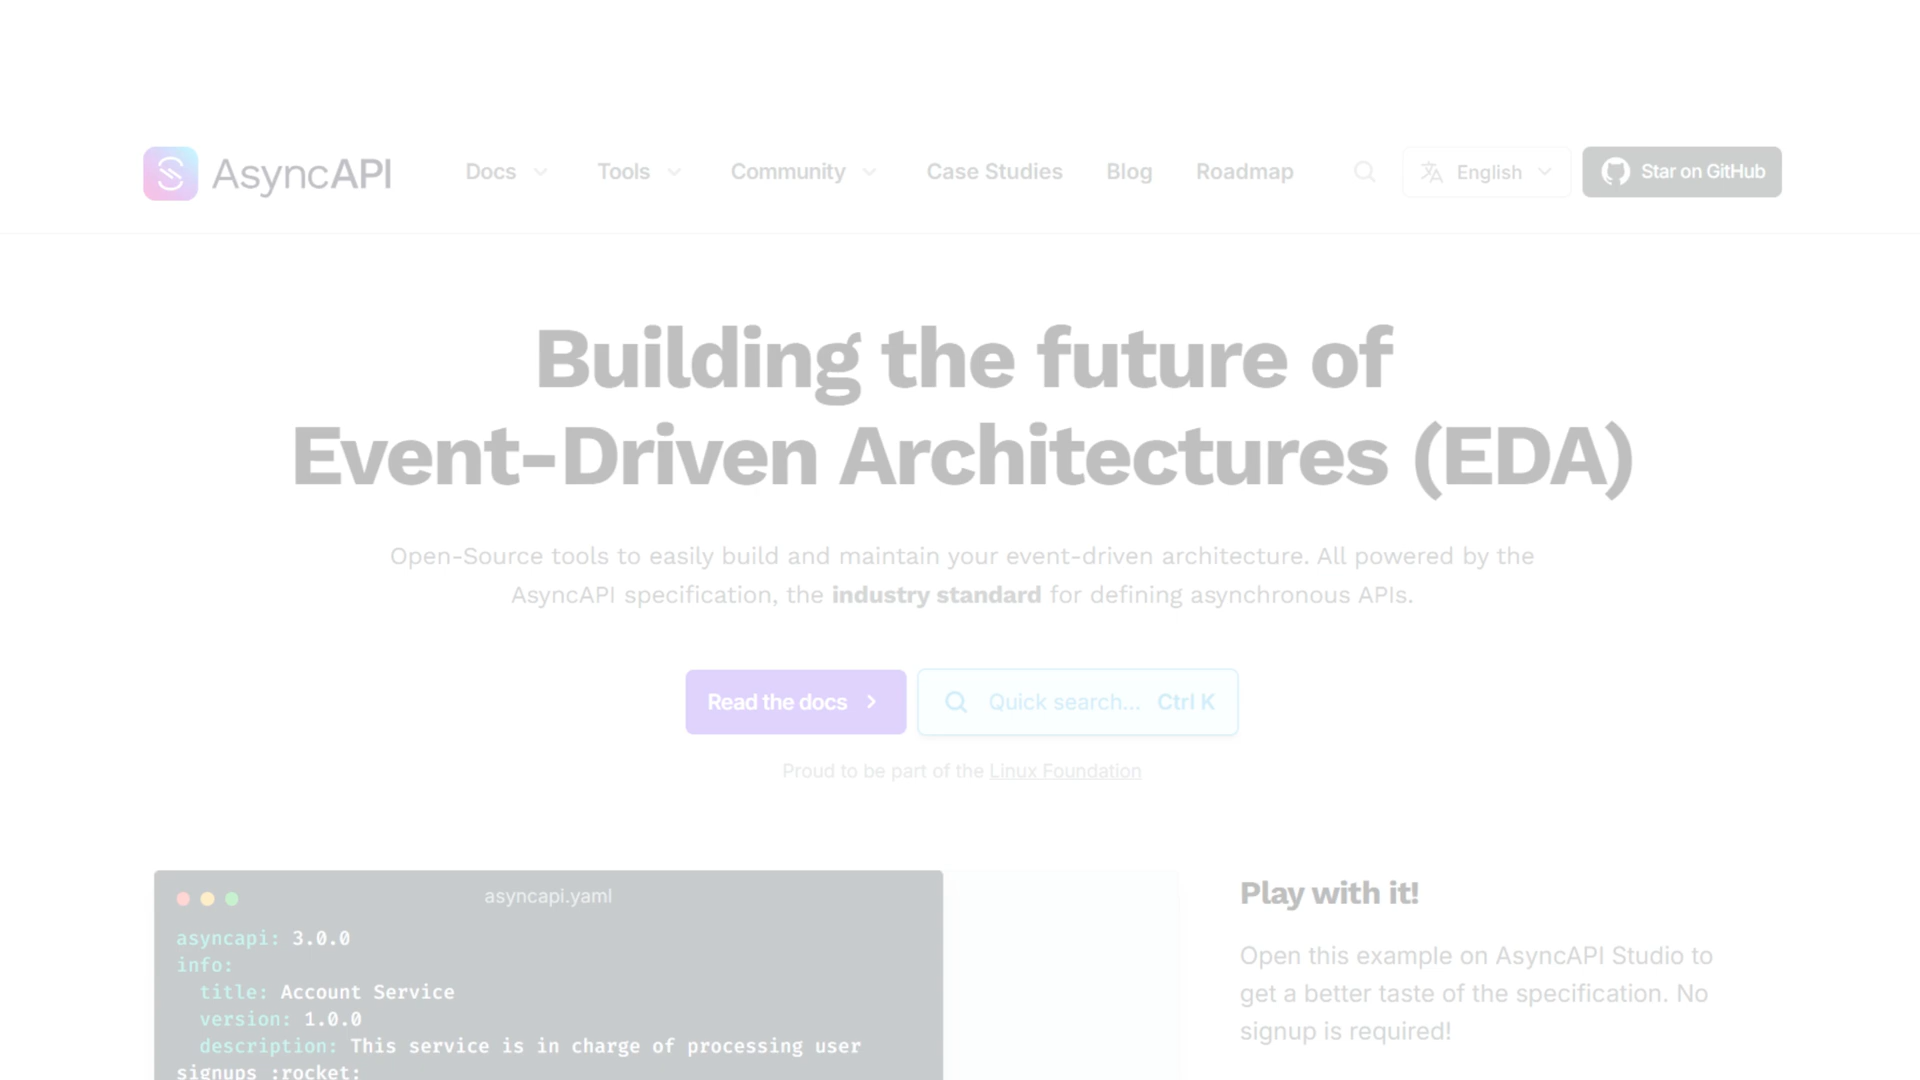 AsyncAPI Docs Tools Community Case Studies Blog Roadmap English Star on GitHub
Building the future of
Event-Driven Architectures (EDA)
Open-Source tools to easily build and maintain your event-driven architecture. All powered by the
AsyncAPI specification, the industry standard for defining asynchronous APIs.
Read the docs Quick search... Ctrl K
Proud to be part of the Linux Foundation
asyncapi.yaml
asyncapi: 3.0.0
info:
  title: Account Service
  version: 1.0.0
  description: This service is in charge of processing user
signups :rocket:
Play with it!
Open this example on AsyncAPI Studio to
get a better taste of the specification. No
signup is required!